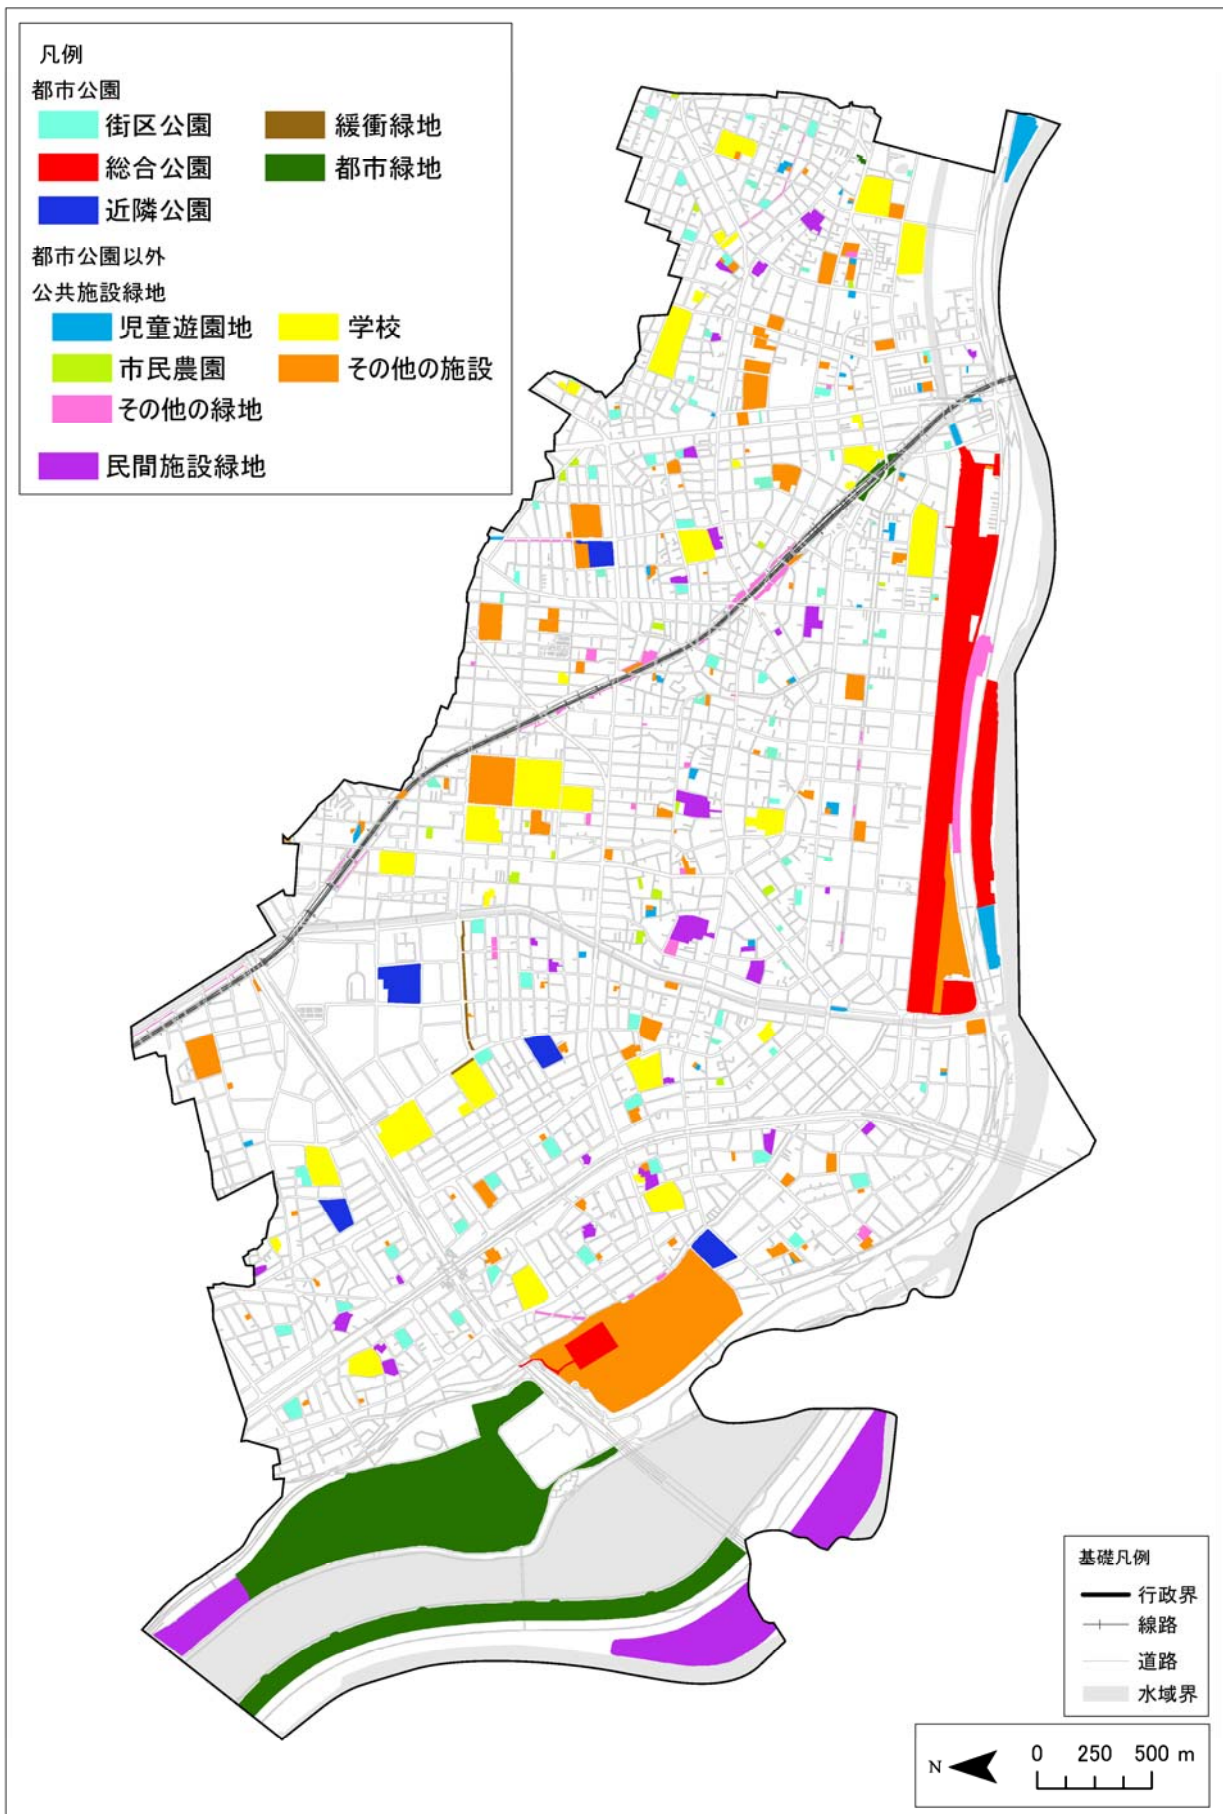 凡例
都市公園
街区公園 緩衝緑地
総合公園 都市緑地
近隣公園
都市公園以外
公共施設緑地
児童遊園地 学校
市民農園 その他の施設
その他の緑地
民間施設緑地
基礎凡例
行政界
線路
道路
水域界
N 0 250 500 m